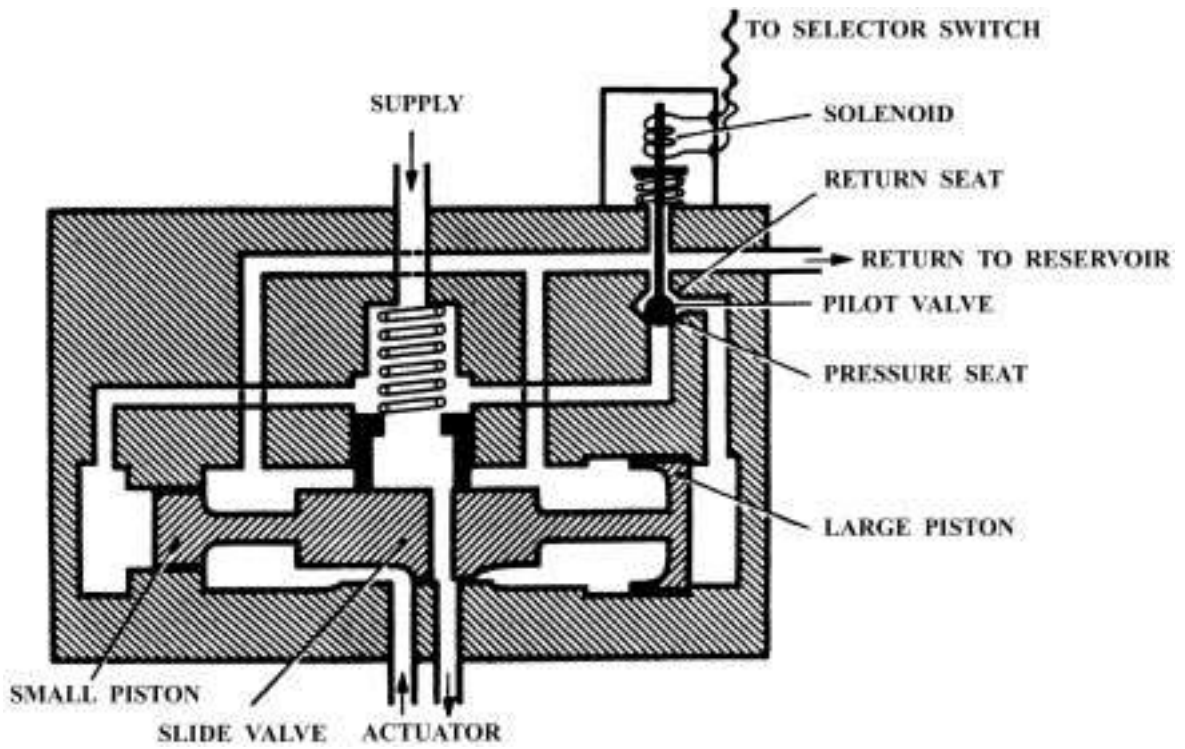 TO SELECTOR SWITCH
SUPPLY
SOLENOID
RETURN SEAT
RETURN TO RESERVOIR
PILOT VALVE
PRESSURE SEAT
LARGE PISTON
SMALL PISTON
SLIDE VALVE
ACTUATOR